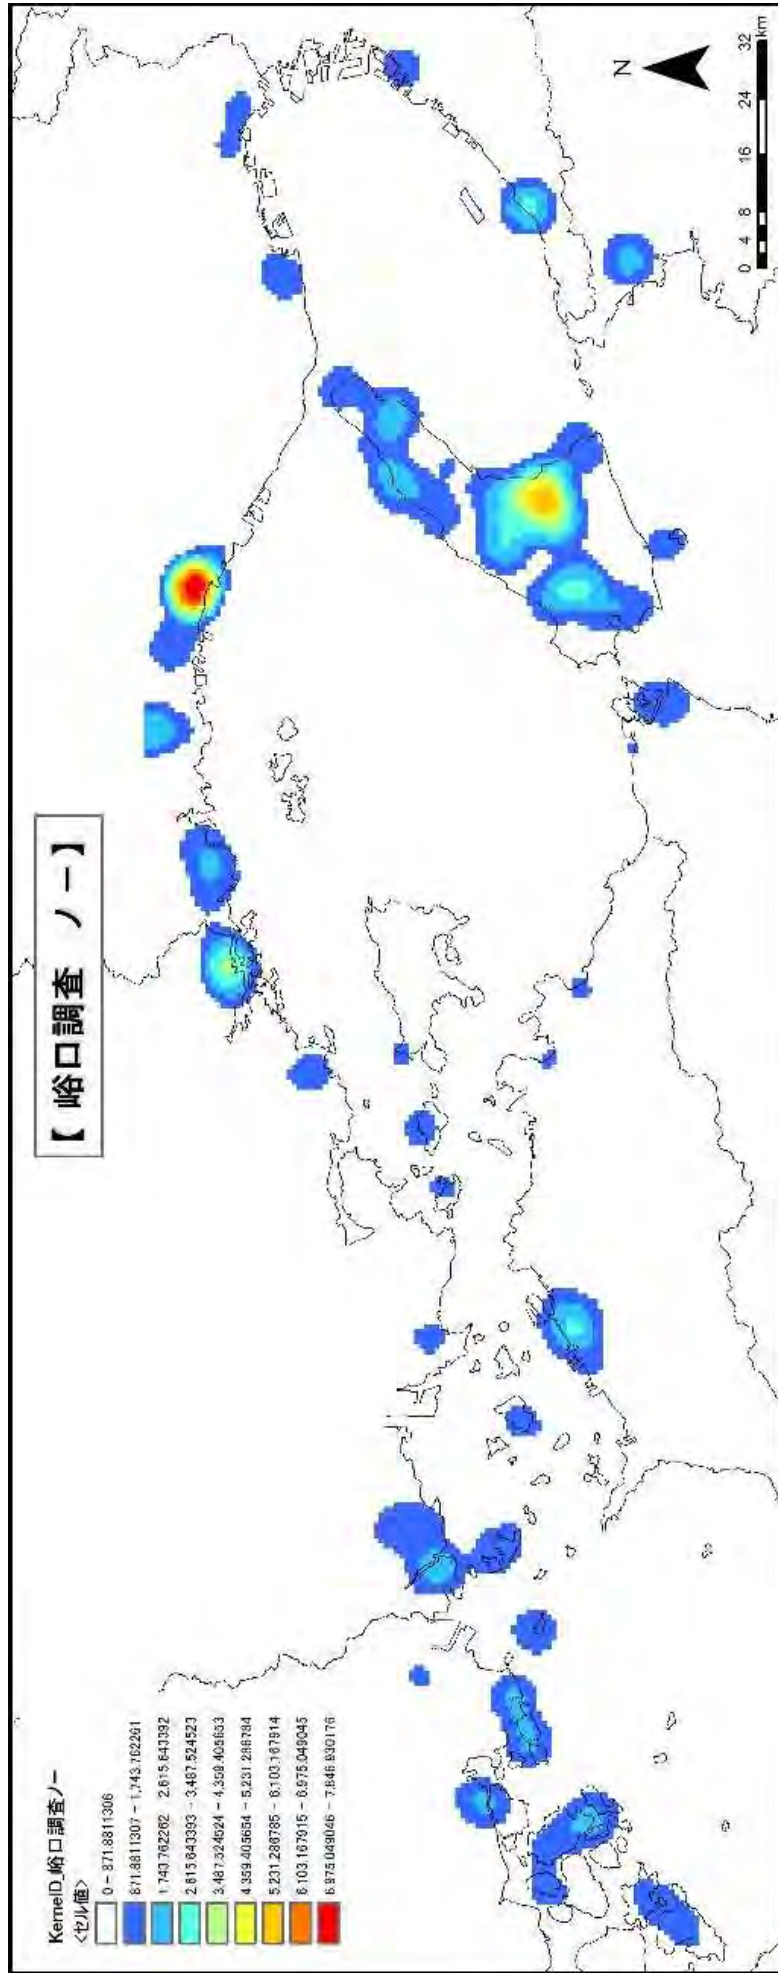 【 峪口調査 ノー】
KernelD_峪口調査ノー
<セル値>
0 - 871.8811306
871.8811307 - 1,743.762261
1,743.762262 - 2,615.643392
2,615.643393 - 3,487.524523
3,487.524524 - 4,359.405653
4,359.405654 - 5,231.286784
5,231.286785 - 6,103.167914
6,103.167915 - 6,975.049045
6,975.049046 - 7,846.930176
N
0 4 8 16 24 32
km